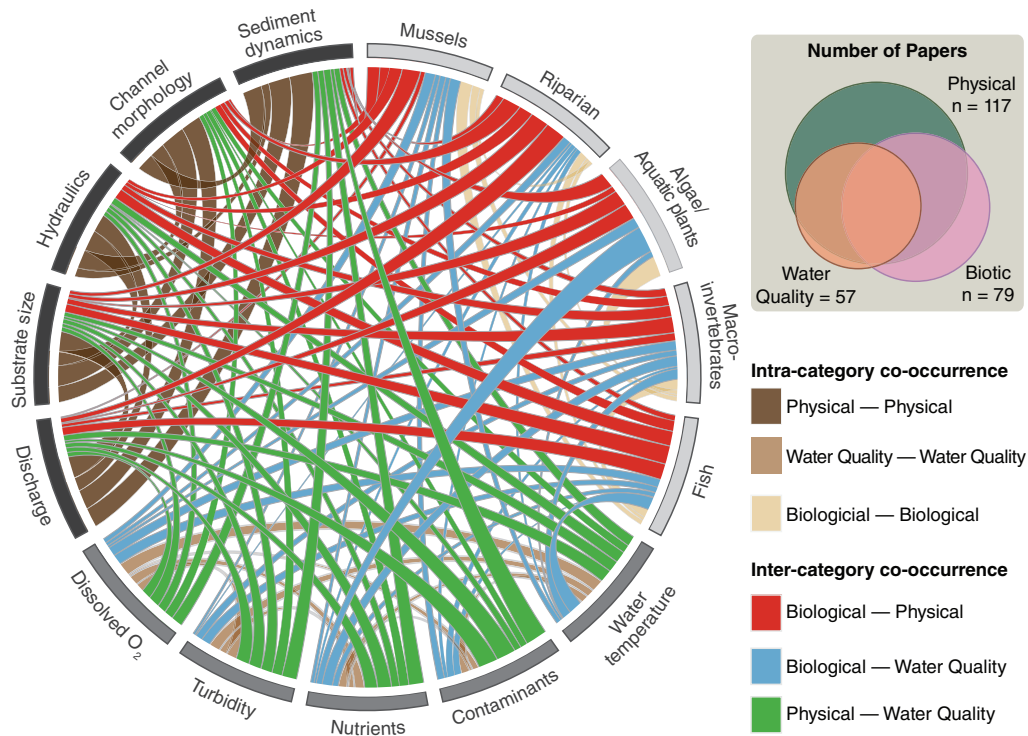 Sediment
dynamics
Mussels
Riparian
Algae/
Aquatic plants
Macro-
invertebrates
Fish
Water
temperature
Contaminants
Nutrients
Turbidity
Dissolved O2
Discharge
Substrate size
Hydraulics
Channel
morphology
Number of Papers
Physical
n = 117
Water
Quality = 57
Biotic
n = 79
Intra-category co-occurrence
Physical — Physical
Water Quality — Water Quality
Biologicial — Biological
Inter-category co-occurrence
Biological — Physical
Biological — Water Quality
Physical — Water Quality